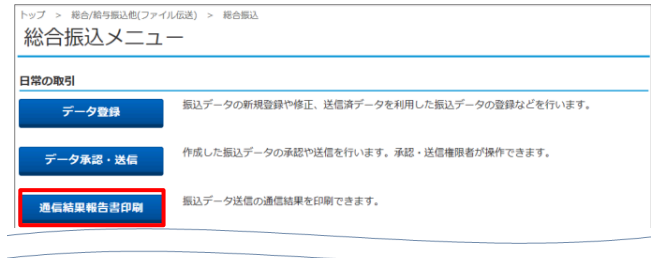 トップ > 総合/給与振込他(ファイル伝送) > 総合振込
総合振込メニュー
日常の取引
データ登録 振込データの新規登録や修正、送信済データを利用した振込データの登録などを行います。
データ承認・送信 作成した振込データの承認や送信を行います。承認・送信権限者が操作できます。
通信結果報告書印刷 振込データ送信の通信結果を印刷できます。